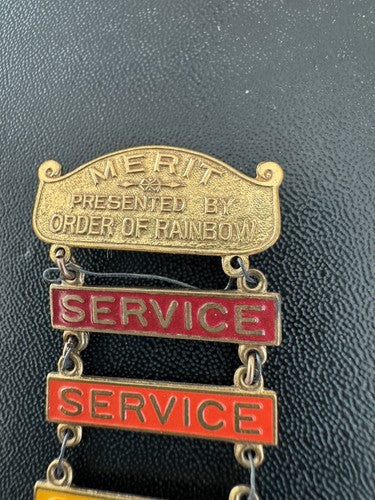 MERIT
PRESENTED BY
ORDER OF RAINBOW
SERVICE
SERVICE